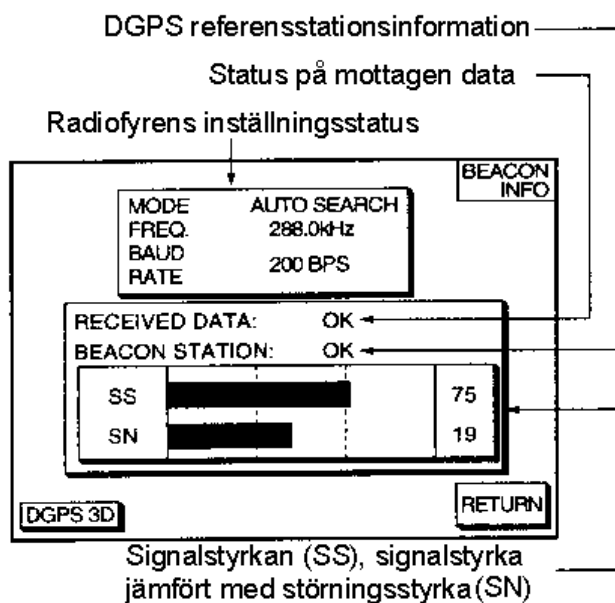 DGPS referensstationsinformation
Status på mottagen data
Radiofyrens inställningsstatus
BEACON
INFO
MODE AUTO SEARCH
FREQ. 288.0kHz
BAUD
RATE 200 BPS
RECEIVED DATA: OK
BEACON STATION: OK
SS 75
SN 19
DGPS 3D
RETURN
Signalstyrkan (SS), signalstyrka
jämfört med störningsstyrka(SN)